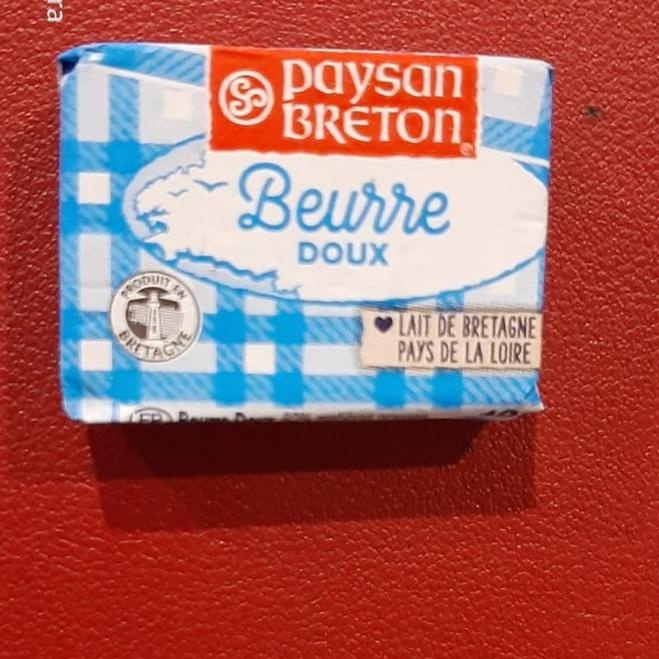 paysan
BRETON
Beurre
DOUX
PRODUIT EN
BRETAGNE
LAIT DE BRETAGNE
PAYS DE LA LOIRE